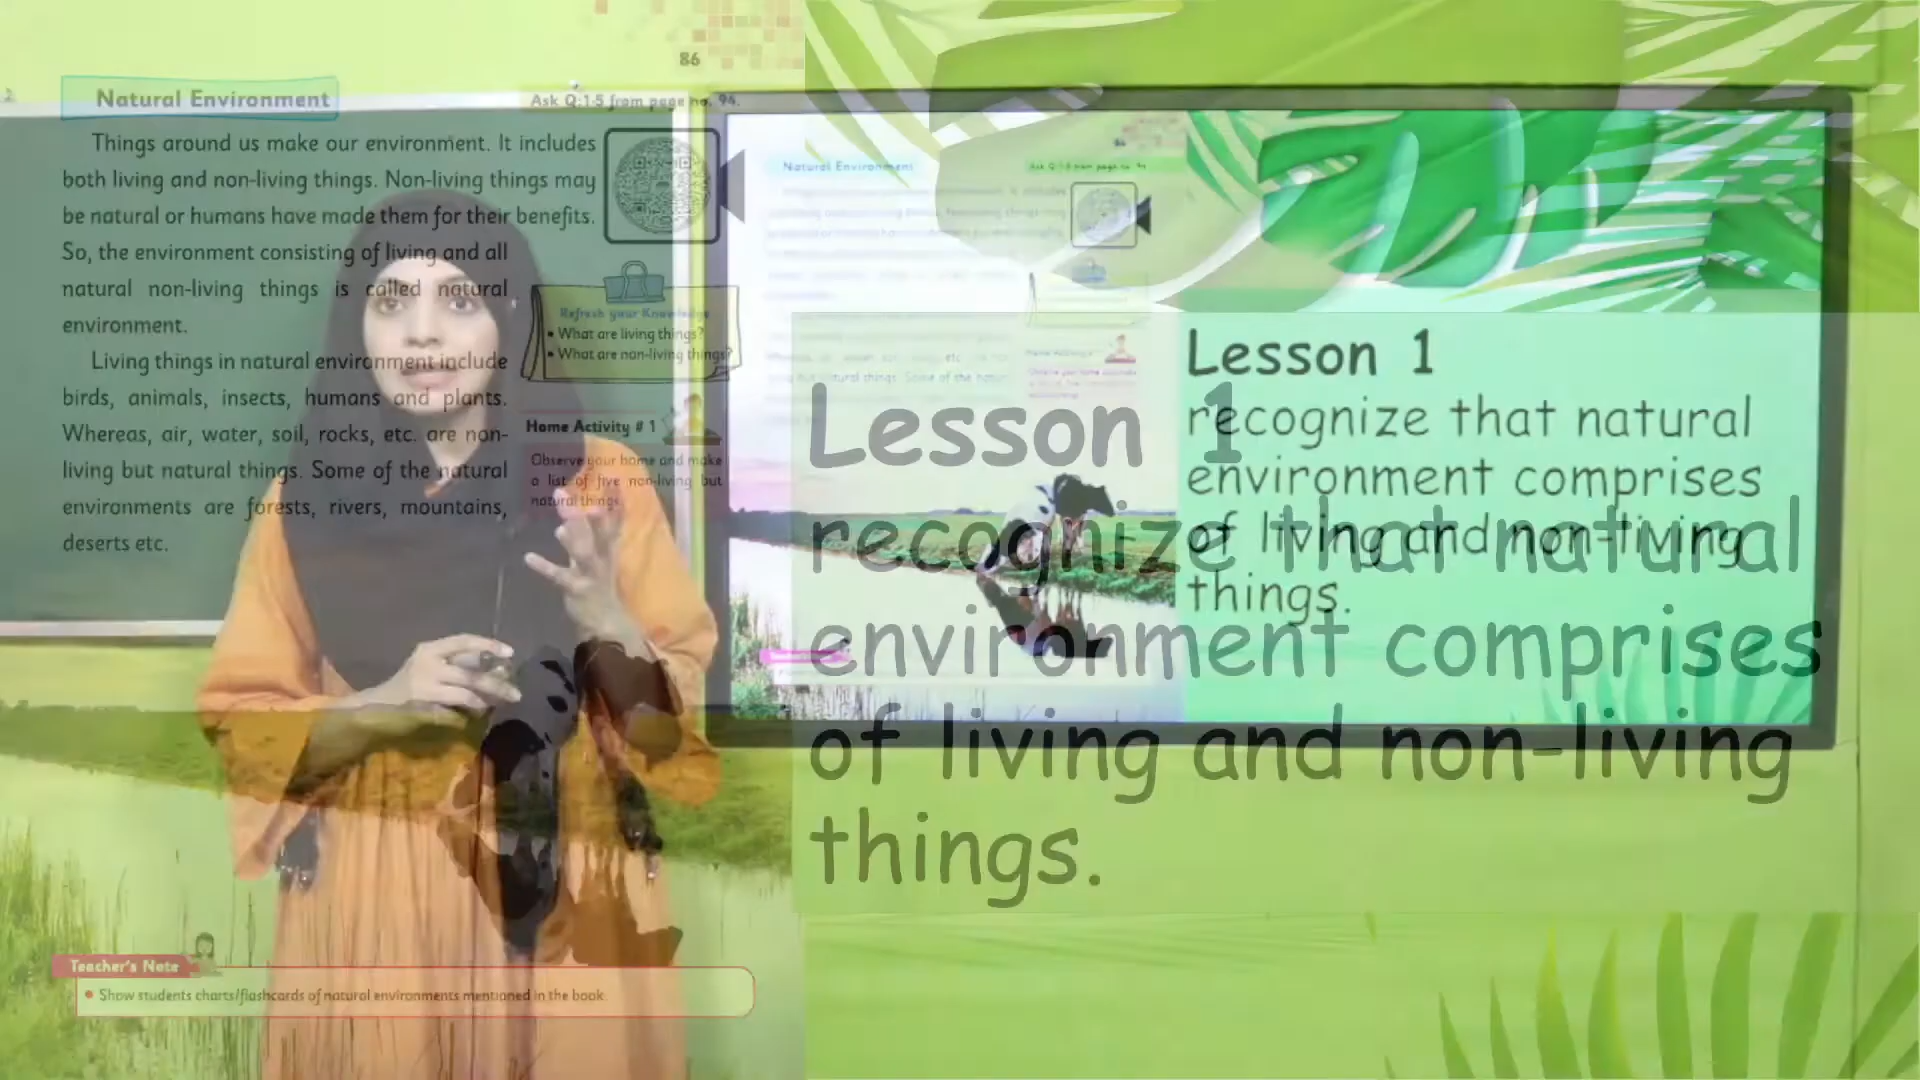 86
Natural Environment
Ask Q:1-5 from page no. 94.
Things around us make our environment. It includes
both living and non-living things. Non-living things may
be natural or humans have made them for their benefits.
So, the environment consisting of living and all
natural non-living things is called natural
environment.
Living things in natural environment include
birds, animals, insects, humans and plants.
Whereas, air, water, soil, rocks, etc. are non-
living but natural things. Some of the natural
environments are forests, rivers, mountains,
deserts etc.
Refresh your Knowledge
• What are living things?
• What are non-living things?
Home Activity # 1
Observe your home and make
a list of five non-living but
natural things.
Teacher's Note
• Show students charts/flashcards of natural environments mentioned in the book.
Natural Environment
Lesson 1
recognize that natural
environment comprises
of living and non-living
things.
Lesson 1
recognize that natural
environment comprises
of living and non-living
things.